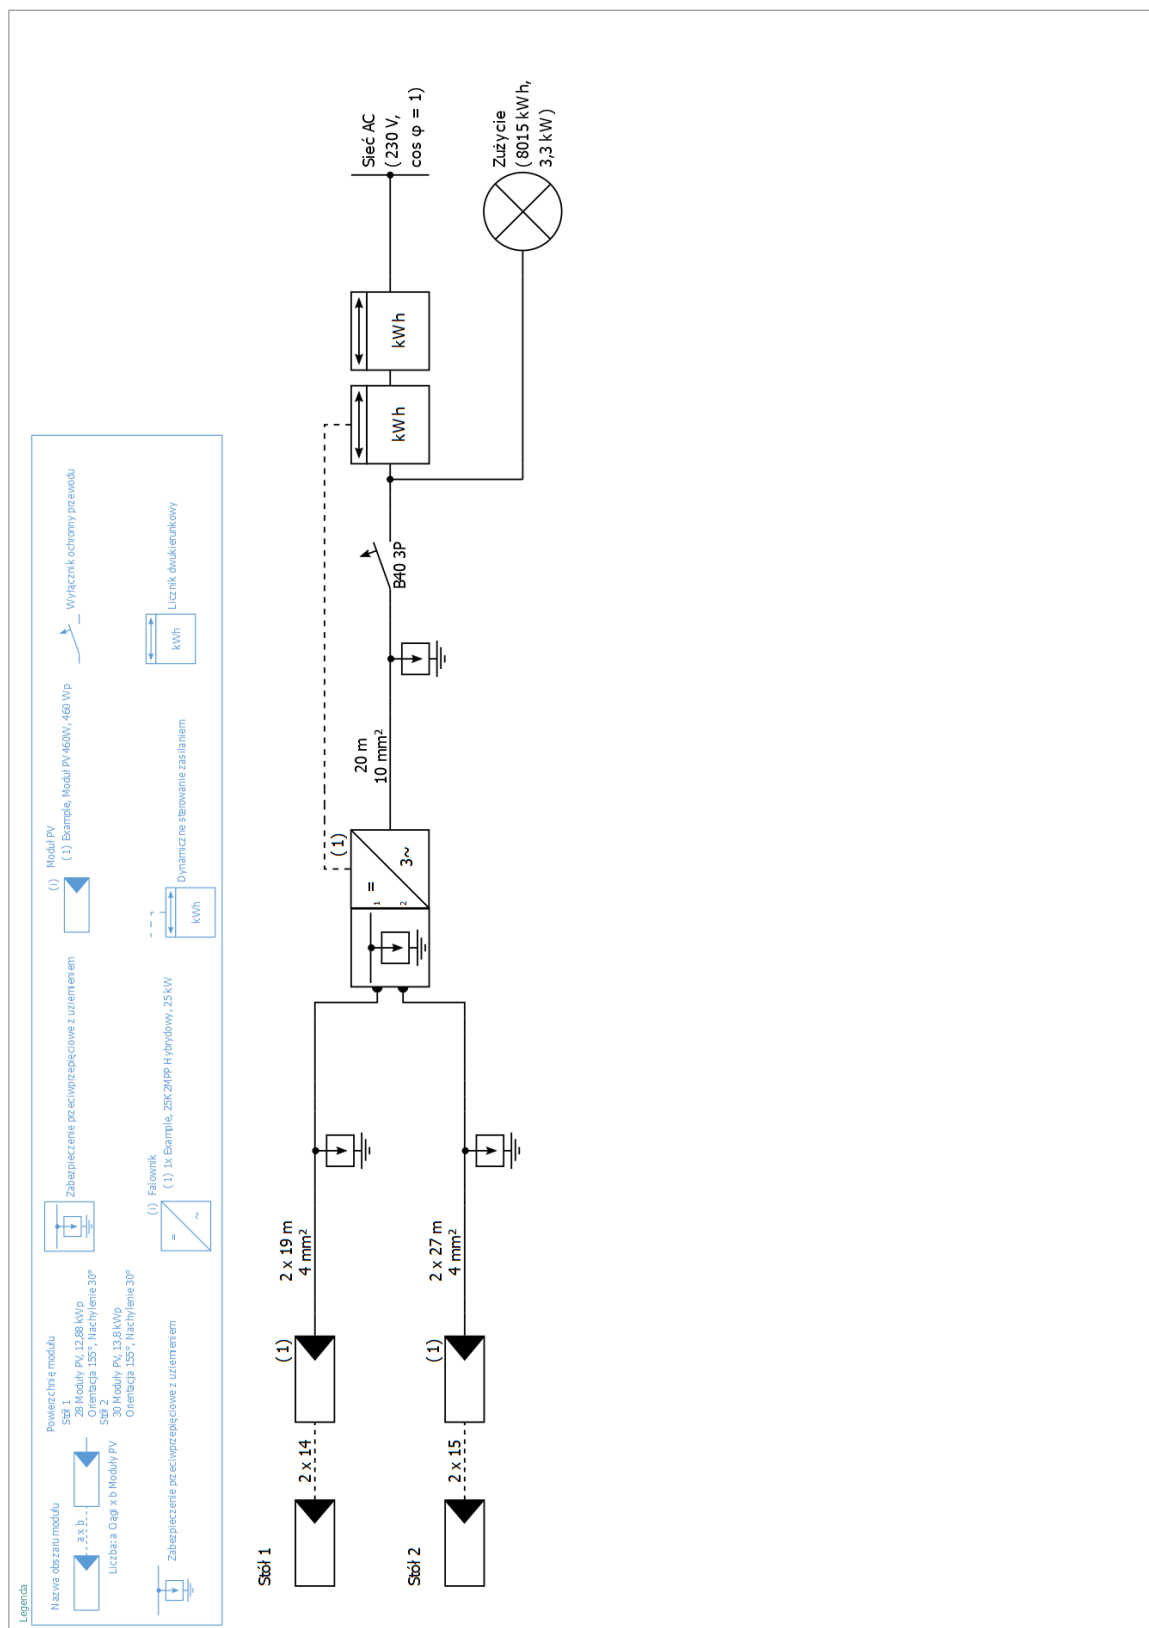 Legenda
Nazwa obszaru modułu
a x b
Liczba: a Ciągi x b Moduły PV
Powierzchnię modułu
Stół 1
28 Moduły PV, 12,88 kWp
Orientacja 155°, Nachylenie 30°
Stół 2
30 Moduły PV, 13,8 kWp
Orientacja 155°, Nachylenie 30°
Zabezpieczenie przeciwprzepięciowe z uziemieniem
(i) Moduł PV
(1) Example, Moduł PV 460W, 460 Wp
Wyłącznik ochronny przewodu
Zabezpieczenie przeciwprzepięciowe z uziemieniem
(i) Falownik
(1) 1x Example, 25K 2MPP Hybrydowy, 25 kW
=
~
kWh
Dynamiczne sterowanie zasilaniem
kWh
Licznik dwukierunkowy
Stół 1
2 x 14
(1)
2 x 19 m
4 mm²
Stół 2
2 x 15
(1)
2 x 27 m
4 mm²
(1)
=
1
2
3~
20 m
10 mm²
B40 3P
kWh
kWh
Sieć AC
(230 V,
cos φ = 1)
Zużycie
(8015 kWh,
3,3 kW)